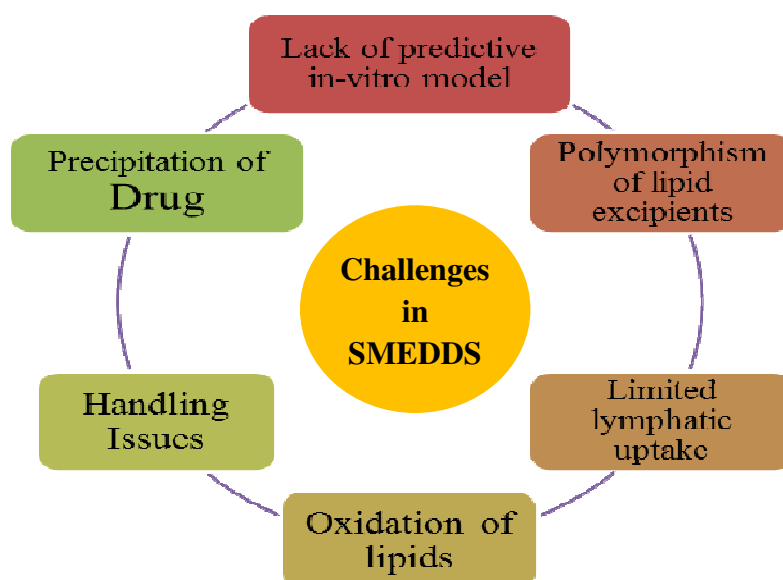 Lack of predictive
in-vitro model
Polymorphism
of lipid
excipients
Limited
lymphatic
uptake
Oxidation of
lipids
Handling
Issues
Precipitation of
Drug
Challenges
in
SMEDDS